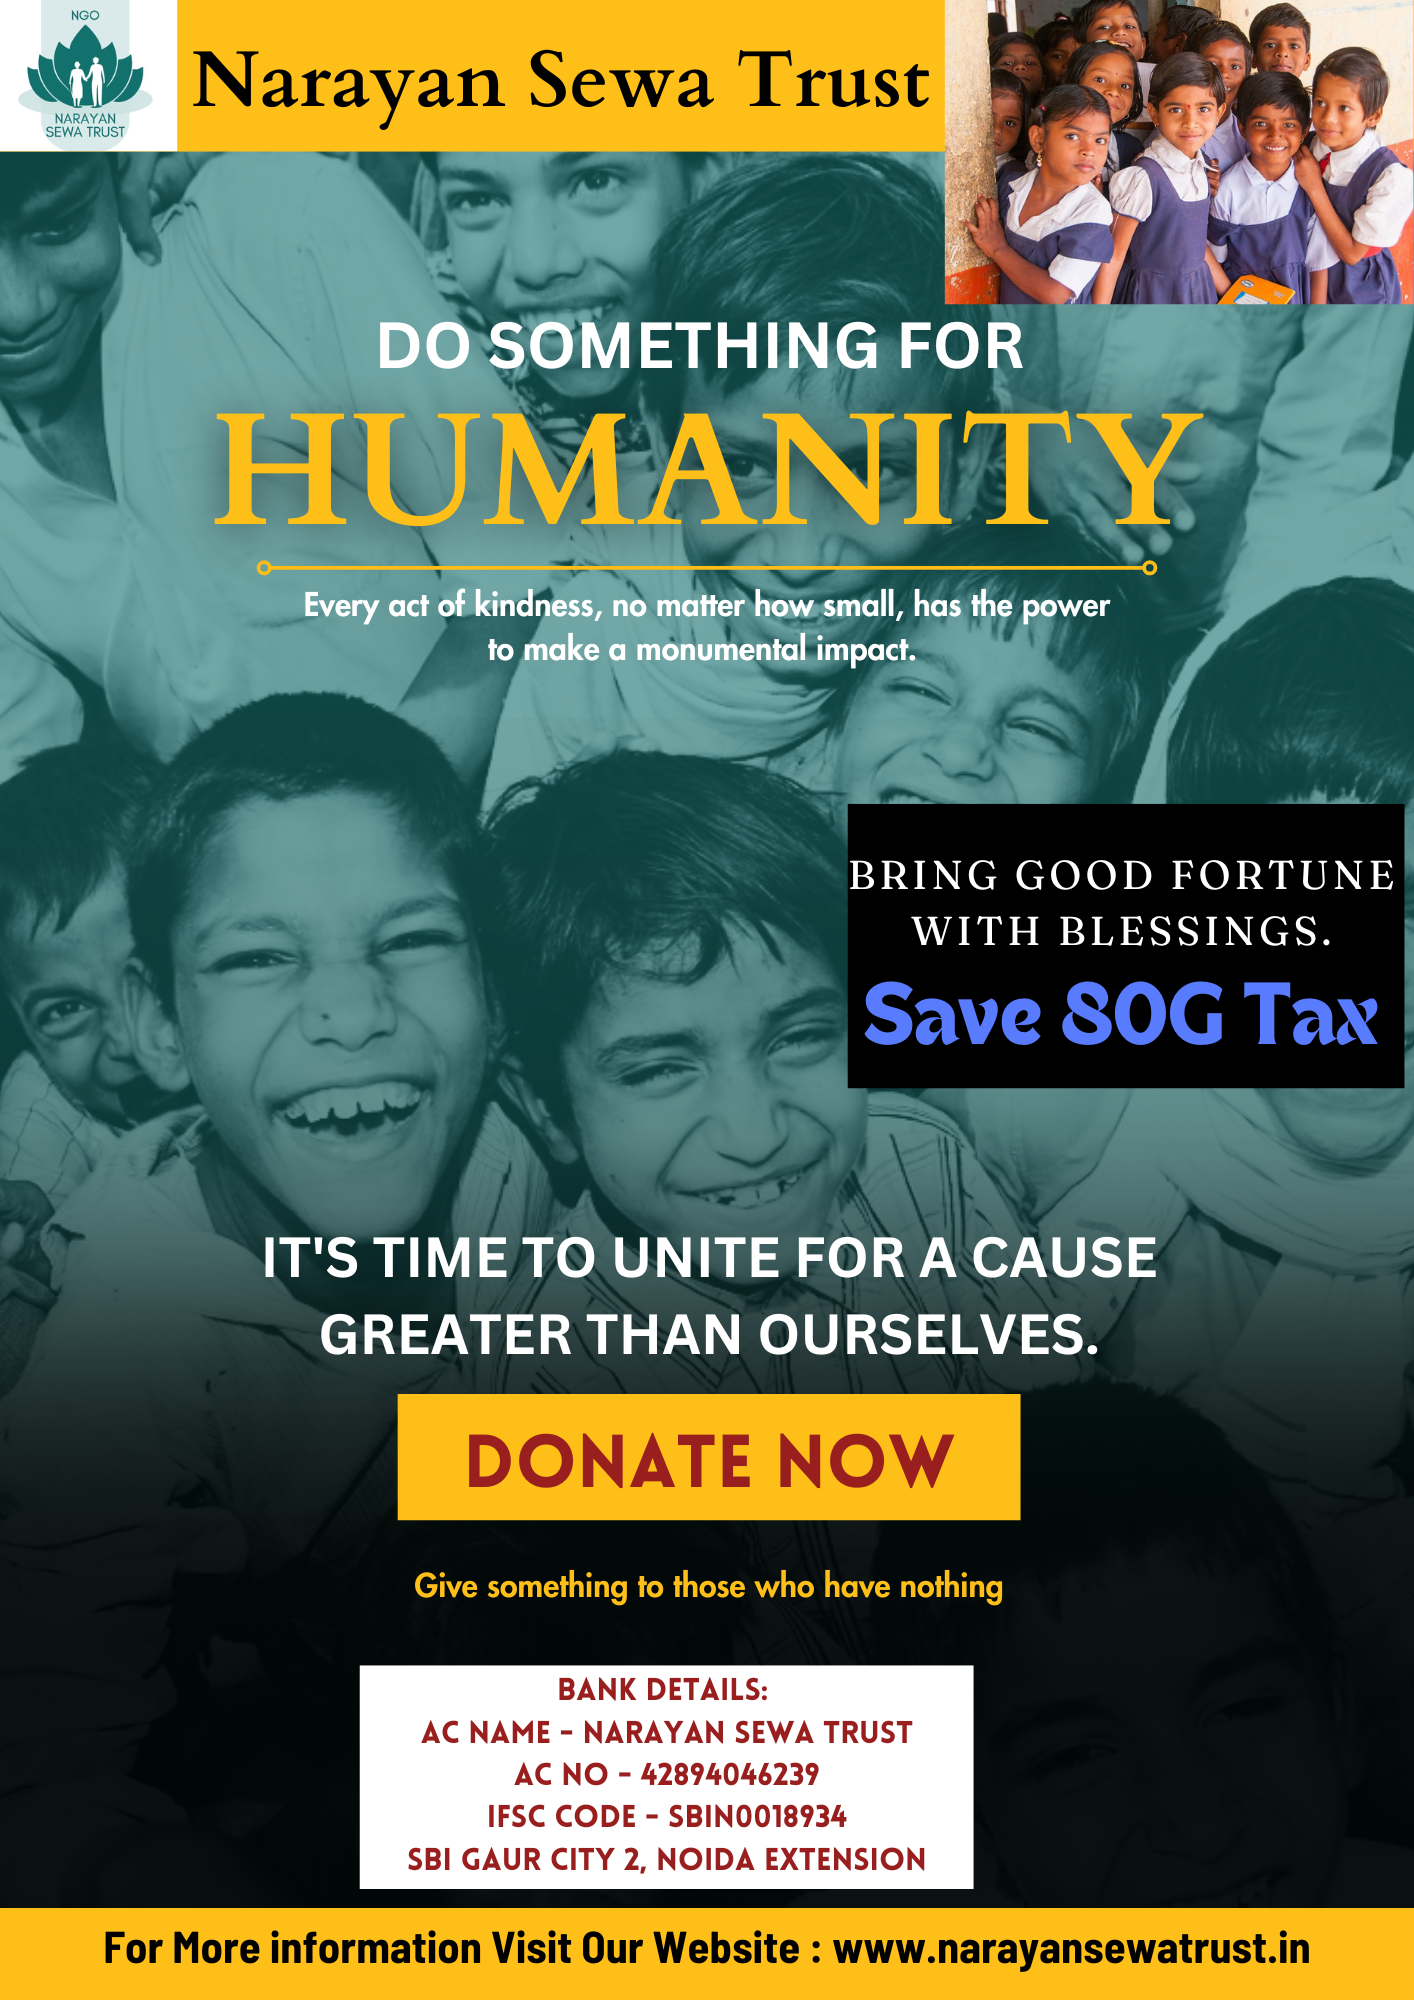 NGO
NARAYAN
SEWA TRUST
Narayan Sewa Trust
DO SOMETHING FOR
HUMANITY
Every act of kindness, no matter how small, has the power
to make a monumental impact.
BRING GOOD FORTUNE
WITH BLESSINGS.
Save 80G Tax
IT'S TIME TO UNITE FOR A CAUSE
GREATER THAN OURSELVES.
DONATE NOW
Give something to those who have nothing
BANK DETAILS:
AC NAME - NARAYAN SEWA TRUST
AC NO - 42894046239
IFSC CODE - SBIN0018934
SBI GAUR CITY 2, NOIDA EXTENSION
For More information Visit Our Website : www.narayansewatrust.in